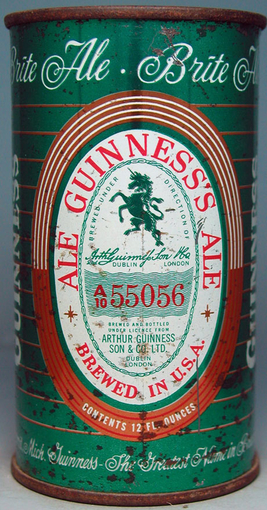 Brite Ale · Brite
ALE GUINNESS'S ALE
BREWED UNDER DIRECTION OF
Arth Guinness Son & Co
DUBLIN LONDON
A/10 55056
BREWED AND BOTTLED
UNDER LICENCE FROM
ARTHUR GUINNESS
SON & CO. LTD.
DUBLIN
LONDON
BREWED IN U.S.A.
CONTENTS 12 FL. OUNCES
Mich. Guinness - The Greatest Name in